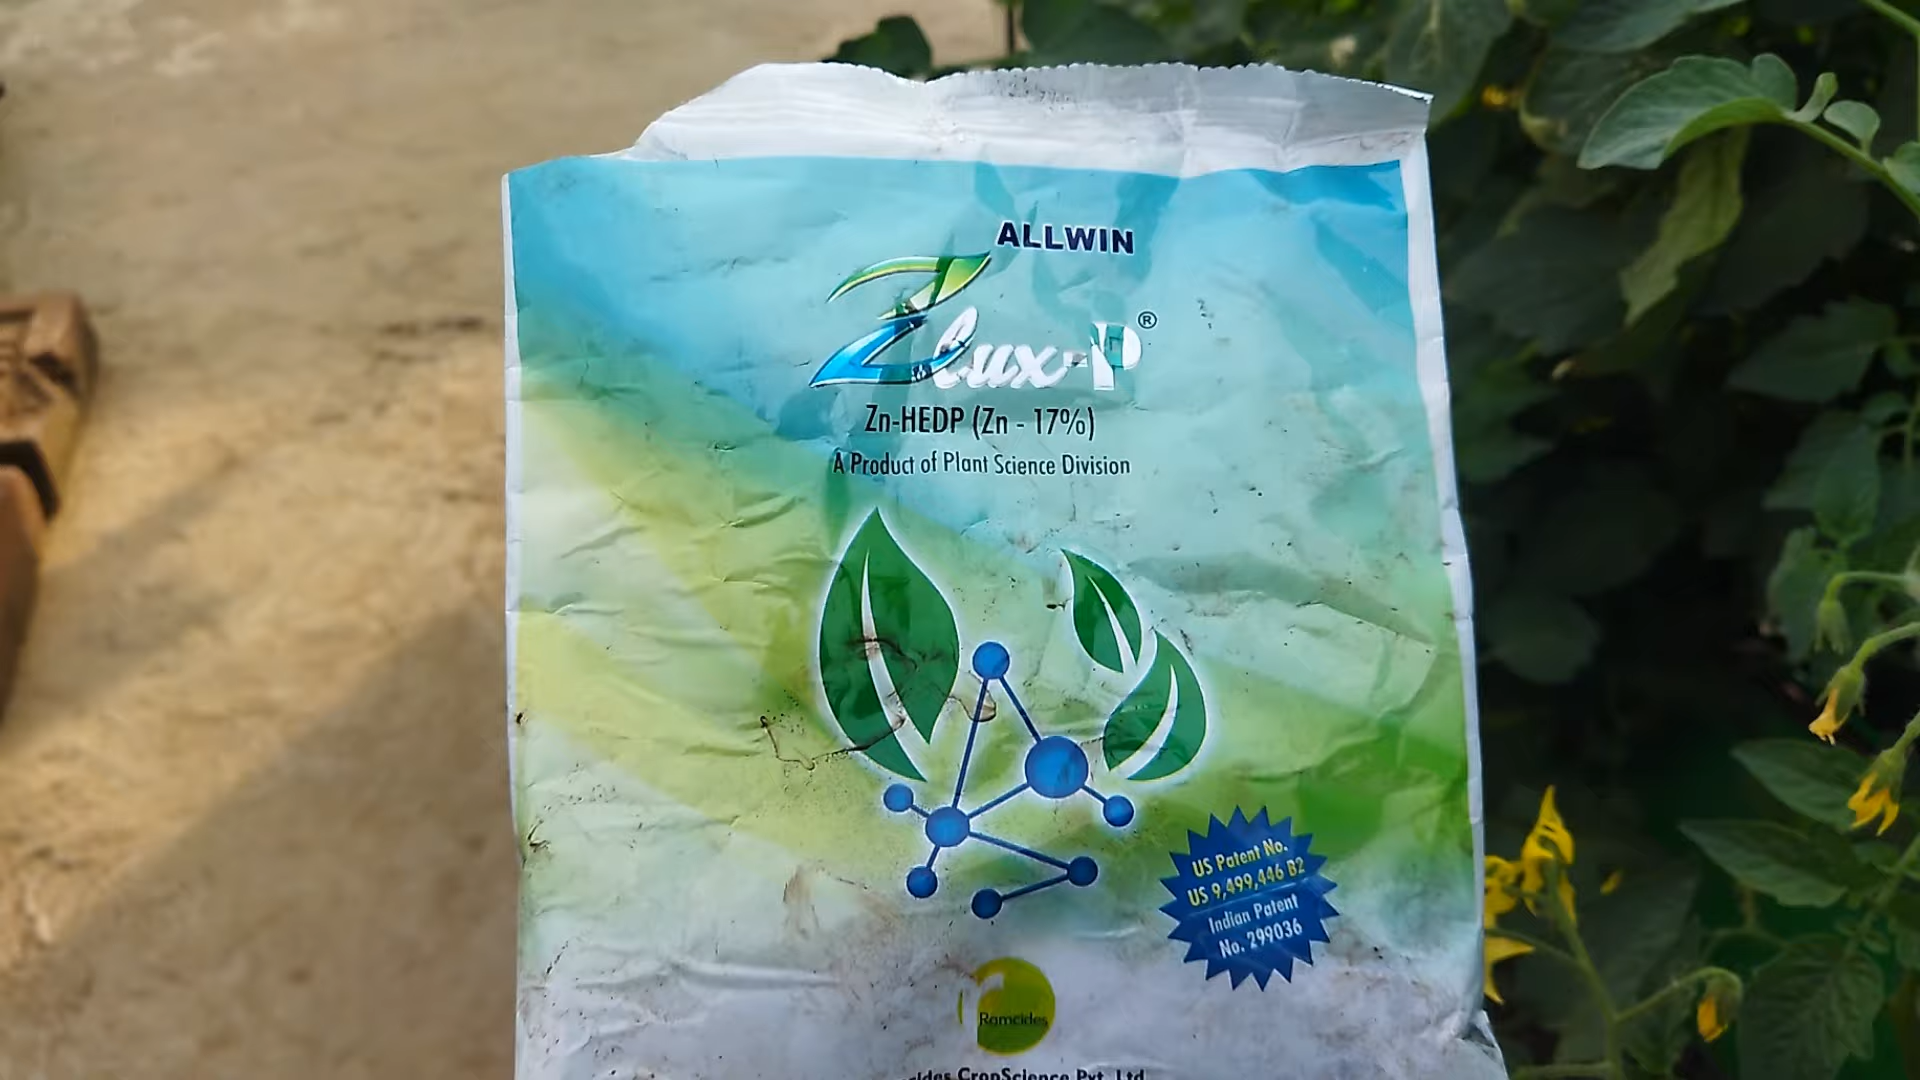 ALLWIN
Zlux-P®
Zn-HEDP (Zn - 17%)
A Product of Plant Science Division
US Patent No.
US 9,499,446 B2
Indian Patent
No. 299036
Ramcides
CropScience Pvt. Ltd.